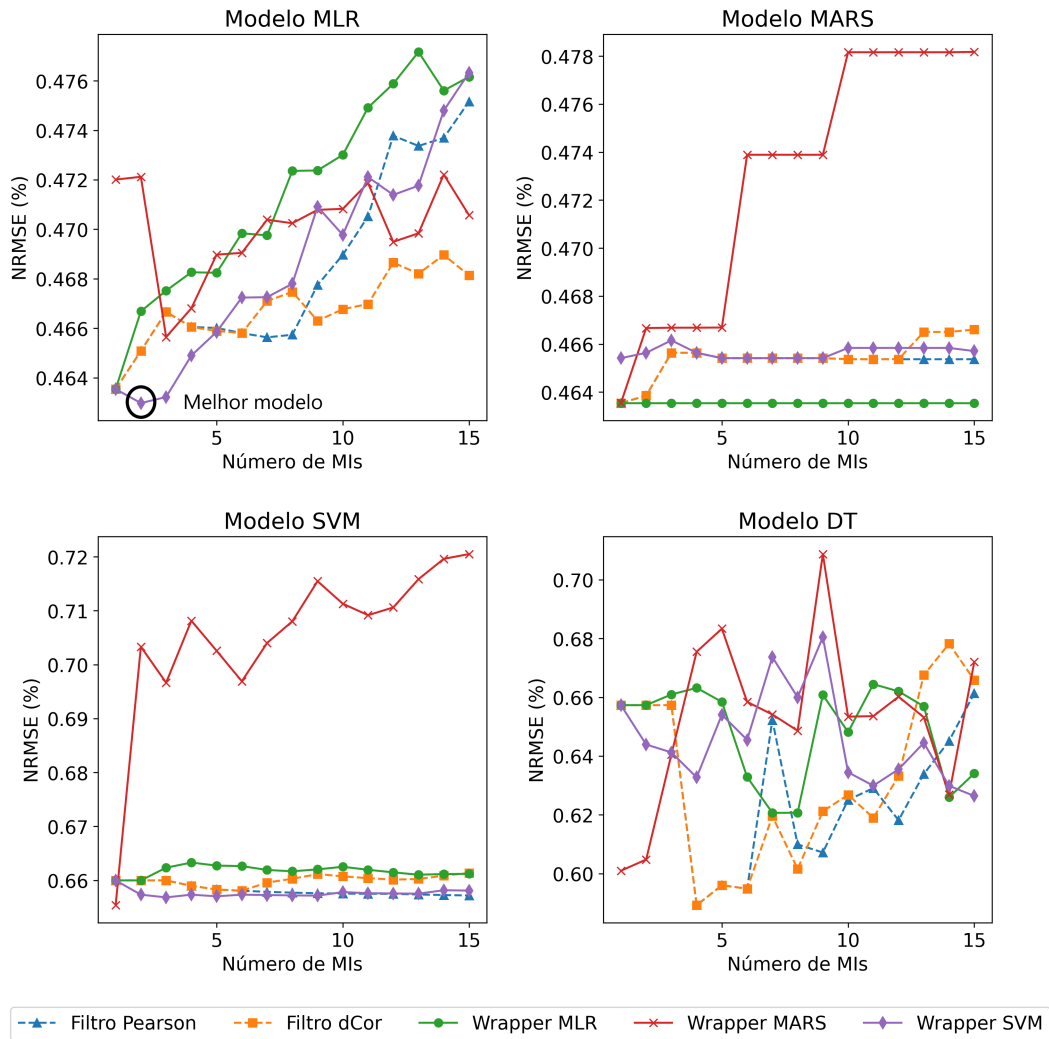 Modelo MLR
Modelo MARS
NRMSE (%)
0.476
0.474
0.472
0.470
0.468
0.466
0.464
Melhor modelo
5 10 15
Número de MIs
NRMSE (%)
0.478
0.476
0.474
0.472
0.470
0.468
0.466
0.464
5 10 15
Número de MIs
Modelo SVM
Modelo DT
NRMSE (%)
0.72
0.71
0.70
0.69
0.68
0.67
0.66
5 10 15
Número de MIs
NRMSE (%)
0.70
0.68
0.66
0.64
0.62
0.60
5 10 15
Número de MIs
Filtro Pearson Filtro dCor Wrapper MLR Wrapper MARS Wrapper SVM